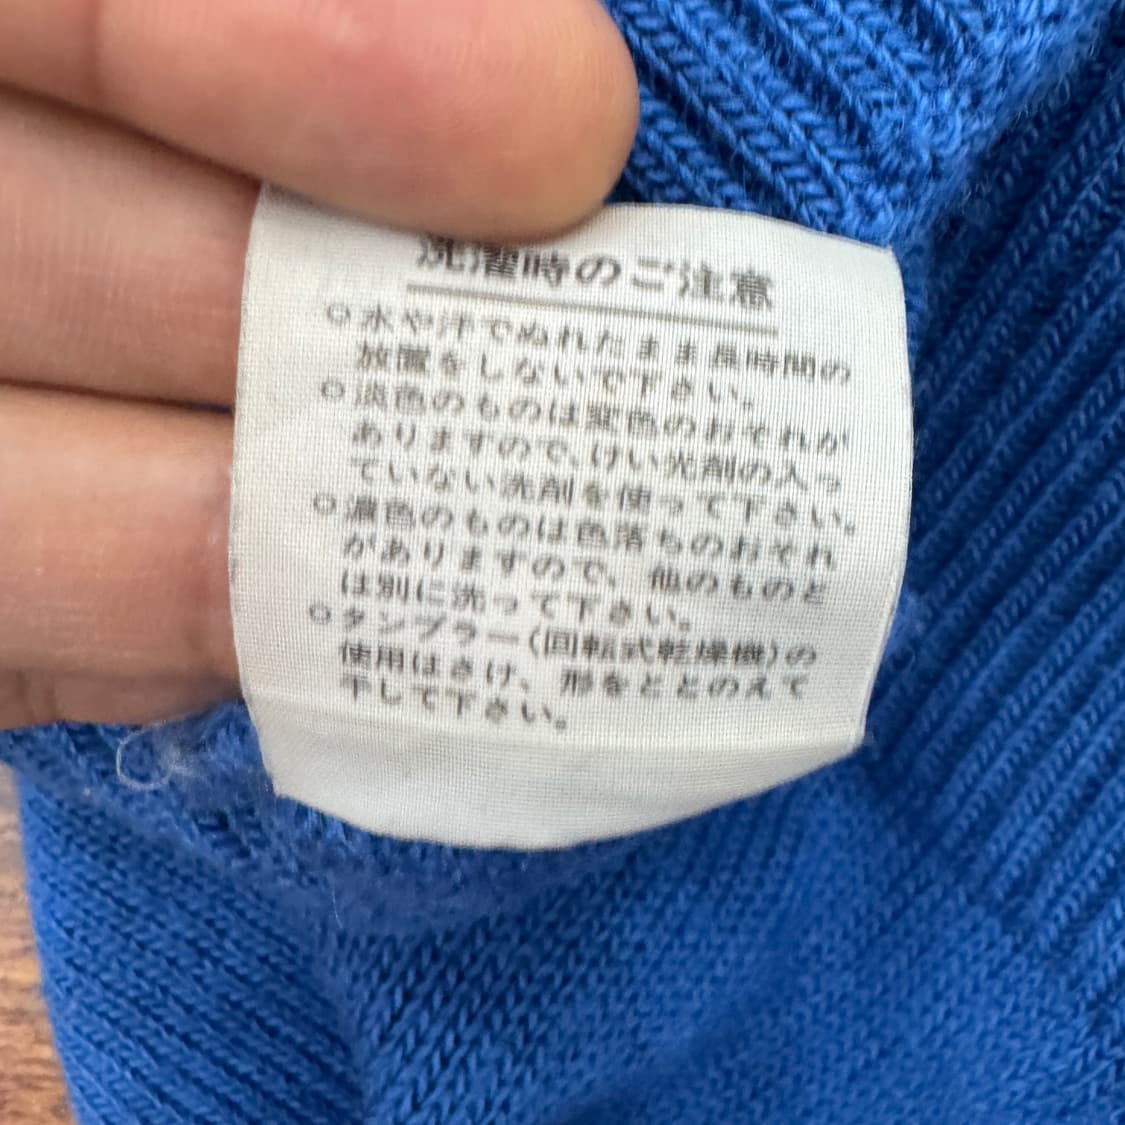 洗濯時のご注意
○水や汗でぬれたまま長時間の
放置をしないで下さい。
○淡色のものは変色のおそれが
ありますので、けい光剤の入っ
ていない洗剤を使って下さい。
○濃色のものは色落ちのおそれ
がありますので、他のものと
は別に洗って下さい。
○タンブラー(回転式乾燥機)の
使用はさけ、形をととのえて
干して下さい。